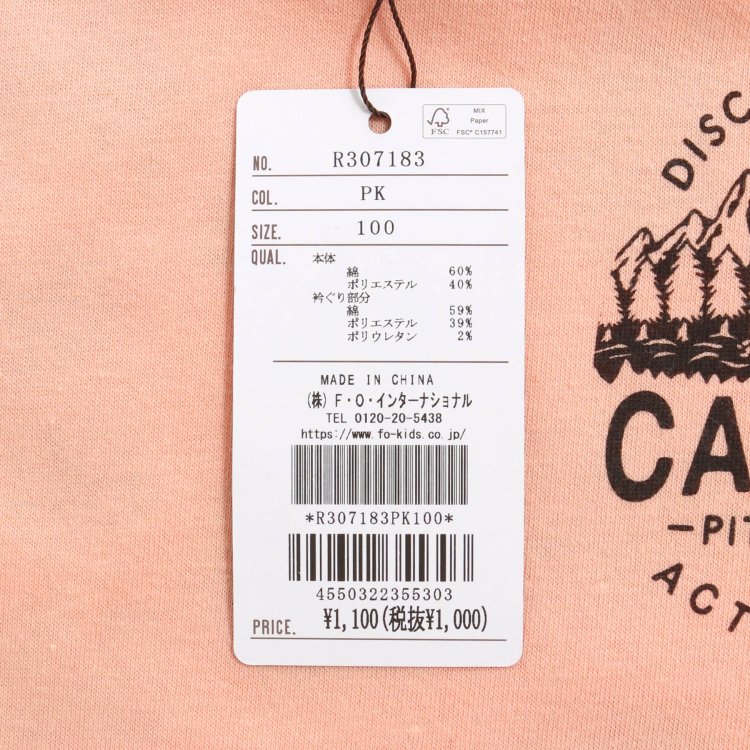 FSC
MIX
Paper
FSC® C157741
NO. R307183
COL. PK
SIZE. 100
QUAL. 本体
綿 60%
ポリエステル 40%
衿ぐり部分
綿 59%
ポリエステル 39%
ポリウレタン 2%
MADE IN CHINA
(株) F・O・インターナショナル
TEL 0120-20-5438
https://www.fo-kids.co.jp/
*R307183PK100*
4550322355303
PRICE. ¥1,100(税抜¥1,000)
DISC
CA
–PIT
ACT